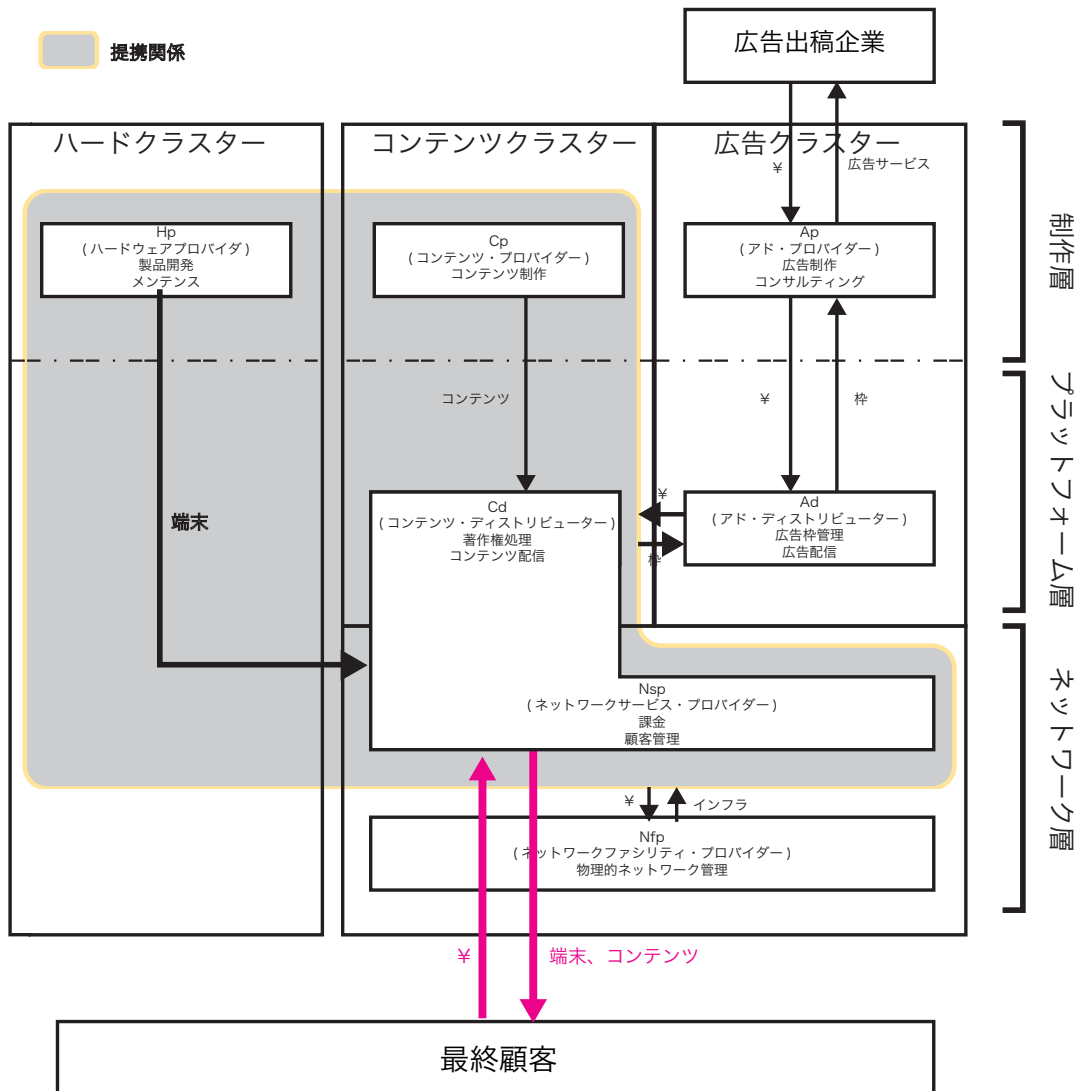 提携関係
広告出稿企業
ハードクラスター
コンテンツクラスター
広告クラスター
¥
広告サービス
Hp
( ハードウェアプロバイダ )
製品開発
メンテンス
Cp
( コンテンツ・プロバイダー )
コンテンツ制作
Ap
( アド・プロバイダー )
広告制作
コンサルティング
制作層
コンテンツ
¥
枠
プラットフォーム層
端末
Cd
( コンテンツ・ディストリビューター )
著作権処理
コンテンツ配信
¥
枠
Ad
( アド・ディストリビューター )
広告枠管理
広告配信
Nsp
( ネットワークサービス・プロバイダー )
課金
顧客管理
ネットワーク層
¥
インフラ
Nfp
( ネットワークファシリティ・プロバイダー )
物理的ネットワーク管理
¥
端末、コンテンツ
最終顧客